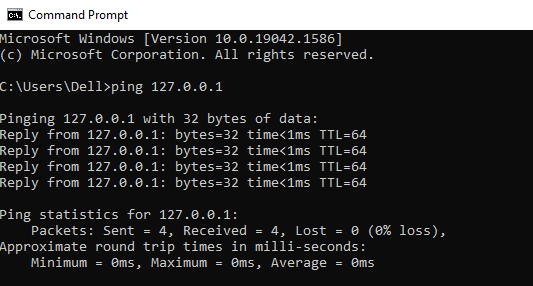 Command Prompt
Microsoft Windows [Version 10.0.19042.1586]
(c) Microsoft Corporation. All rights reserved.
C:\Users\Dell>ping 127.0.0.1
Pinging 127.0.0.1 with 32 bytes of data:
Reply from 127.0.0.1: bytes=32 time<1ms TTL=64
Reply from 127.0.0.1: bytes=32 time<1ms TTL=64
Reply from 127.0.0.1: bytes=32 time<1ms TTL=64
Reply from 127.0.0.1: bytes=32 time<1ms TTL=64
Ping statistics for 127.0.0.1:
    Packets: Sent = 4, Received = 4, Lost = 0 (0% loss),
Approximate round trip times in milli-seconds:
    Minimum = 0ms, Maximum = 0ms, Average = 0ms